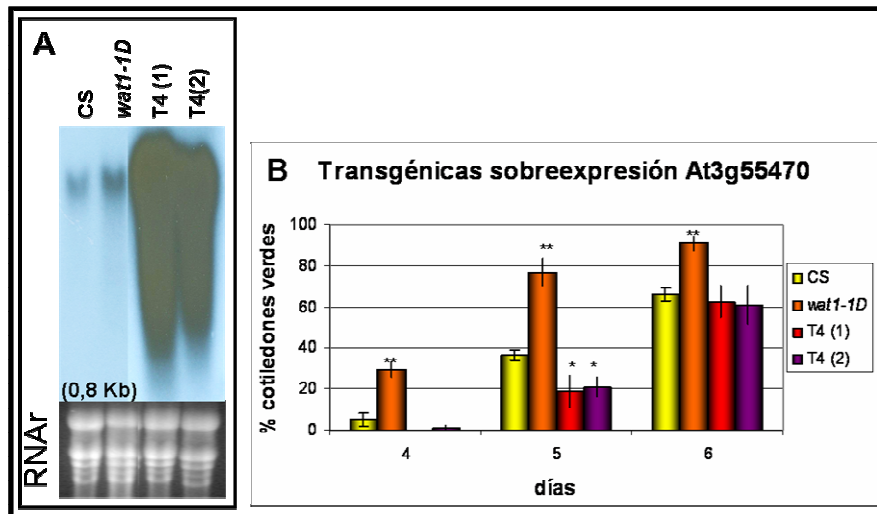 A
CS
wat1-1D
T4 (1)
T4(2)
(0,8 Kb)
RNAr
B Transgénicas sobreexpresión At3g55470
% cotiledones verdes
100
80
60
40
20
0
**
**
*
*
**
4
5
6
días
CS
wat1-1D
T4 (1)
T4 (2)